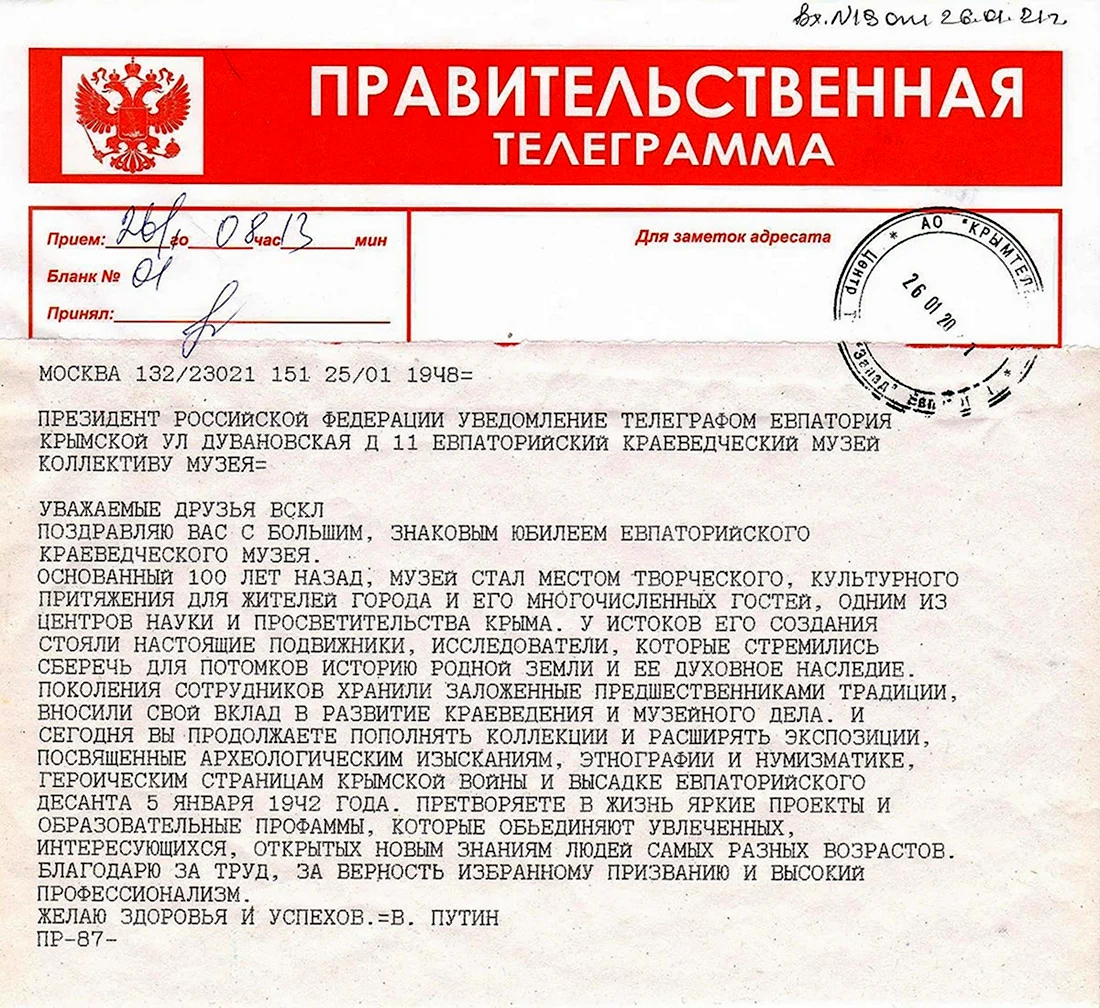 Вх. N19 от 26.01.21г.
ПРАВИТЕЛЬСТВЕННАЯ
ТЕЛЕГРАММА
Прием: 26/1 го 08 час 13 мин
Бланк № 01
Принял:
Для заметок адресата
* АО "КРЫМТЕЛ
Центр
26 01 20 1
"Запад"
МОСКВА 132/23021 151 25/01 19Ч8=
ПРЕЗИДЕНТ РОССИЙСКОЙ ФЕДЕРАЦИИ УВЕДОМЛЕНИЕ ТЕЛЕГРАФОМ ЕВПАТОРИЯ
КРЫМСКОЙ УЛ ДУВАНОВСКАЯ Д 11 ЕВПАТОРИЙСКИЙ КРАЕВЕДЧЕСКИЙ МУЗЕЙ
КОЛЛЕКТИВУ МУЗЕЯ=
УВАЖАЕМЫЕ ДРУЗЬЯ ВСКЛ
ПОЗДРАВЛЯЮ ВАС С БОЛЬШИМ, ЗНАКОВЫМ ЮБИЛЕЕМ ЕВПАТОРИЙСКОГО
КРАЕВЕДЧЕСКОГО МУЗЕЯ.
ОСНОВАННЫЙ 100 ЛЕТ НАЗАД, МУЗЕЙ СТАЛ МЕСТОМ ТВОРЧЕСКОГО, КУЛЬТУРНОГО
ПРИТЯЖЕНИЯ ДЛЯ ЖИТЕЛЕЙ ГОРОДА И ЕГО МНОГОЧИСЛЕННЫХ ГОСТЕЙ, ОДНИМ ИЗ
ЦЕНТРОВ НАУКИ И ПРОСВЕТИТЕЛЬСТВА КРЫМА. У ИСТОКОВ ЕГО СОЗДАНИЯ
СТОЯЛИ НАСТОЯЩИЕ ПОДВИЖНИКИ, ИССЛЕДОВАТЕЛИ, КОТОРЫЕ СТРЕМИЛИСЬ
СБЕРЕЧЬ ДЛЯ ПОТОМКОВ ИСТОРИЮ РОДНОЙ ЗЕМЛИ И ЕЕ ДУХОВНОЕ НАСЛЕДИЕ.
ПОКОЛЕНИЯ СОТРУДНИКОВ ХРАНИЛИ ЗАЛОЖЕННЫЕ ПРЕДШЕСТВЕННИКАМИ ТРАДИЦИИ,
ВНОСИЛИ СВОЙ ВКЛАД В РАЗВИТИЕ КРАЕВЕДЕНИЯ И МУЗЕЙНОГО ДЕЛА. И
СЕГОДНЯ ВЫ ПРОДОЛЖАЕТЕ ПОПОЛНЯТЬ КОЛЛЕКЦИИ И РАСШИРЯТЬ ЭКСПОЗИЦИИ,
ПОСВЯЩЕННЫЕ АРХЕОЛОГИЧЕСКИМ ИЗЫСКАНИЯМ, ЭТНОГРАФИИ И НУМИЗМАТИКЕ,
ГЕРОИЧЕСКИМ СТРАНИЦАМ КРЫМСКОЙ ВОЙНЫ И ВЫСАДКЕ ЕВПАТОРИЙСКОГО
ДЕСАНТА 5 ЯНВАРЯ 19Ч2 ГОДА. ПРЕТВОРЯЕТЕ В ЖИЗНЬ ЯРКИЕ ПРОЕКТЫ И
ОБРАЗОВАТЕЛЬНЫЕ ПРОФАММЫ, КОТОРЫЕ ОБЬЕДИНЯЮТ УВЛЕЧЕННЫХ,
ИНТЕРЕСУЮЩИХСЯ, ОТКРЫТЫХ НОВЫМ ЗНАНИЯМ ЛЮДЕЙ САМЫХ РАЗНЫХ ВОЗРАСТОВ.
БЛАГОДАРЮ ЗА ТРУД, ЗА ВЕРНОСТЬ ИЗБРАННОМУ ПРИЗВАНИЮ И ВЫСОКИЙ
ПРОФЕССИОНАЛИЗМ.
ЖЕЛАЮ ЗДОРОВЬЯ И УСПЕХОВ.=В. ПУТИН
ПР-87-